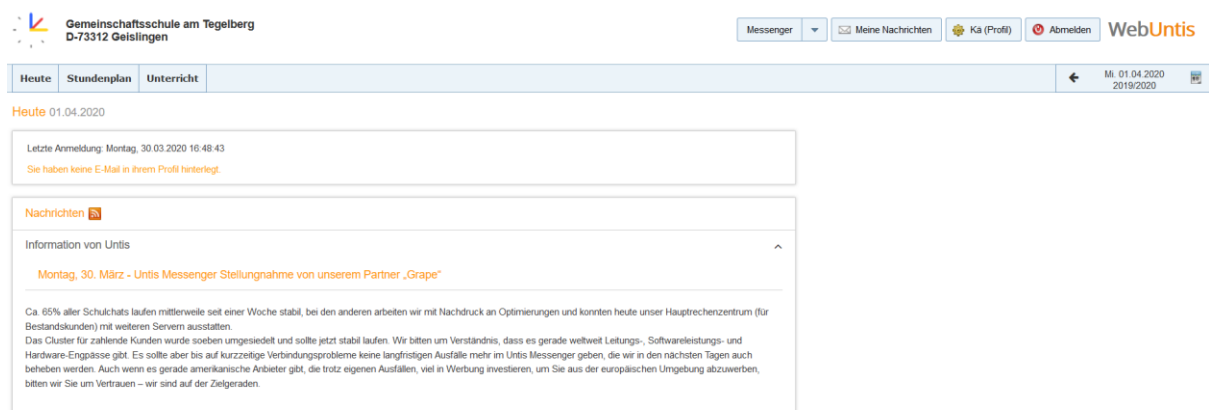 Gemeinschaftsschule am Tegelberg
D-73312 Geislingen
Messenger
Meine Nachrichten
Kä (Profil)
Abmelden
WebUntis
Heute Stundenplan Unterricht
Mi. 01.04.2020
2019/2020
Heute 01.04.2020
Letzte Anmeldung: Montag, 30.03.2020 16:48:43
Sie haben keine E-Mail in ihrem Profil hinterlegt.
Nachrichten
Information von Untis
Montag, 30. März - Untis Messenger Stellungnahme von unserem Partner „Grape“
Ca. 65% aller Schulchats laufen mittlerweile seit einer Woche stabil, bei den anderen arbeiten wir mit Nachdruck an Optimierungen und konnten heute unser Hauptrechenzentrum (für
Bestandskunden) mit weiteren Servern ausstatten.
Das Cluster für zahlende Kunden wurde soeben umgesiedelt und sollte jetzt stabil laufen. Wir bitten um Verständnis, dass es gerade weltweit Leitungs-, Softwareleistungs- und
Hardware-Engpässe gibt. Es sollte aber bis auf kurzzeitige Verbindungsprobleme keine langfristigen Ausfälle mehr im Untis Messenger geben, die wir in den nächsten Tagen auch
beheben werden. Auch wenn es gerade amerikanische Anbieter gibt, die trotz eigenen Ausfällen, viel in Werbung investieren, um Sie aus der europäischen Umgebung abzuwerben,
bitten wir Sie um Vertrauen – wir sind auf der Zielgeraden.